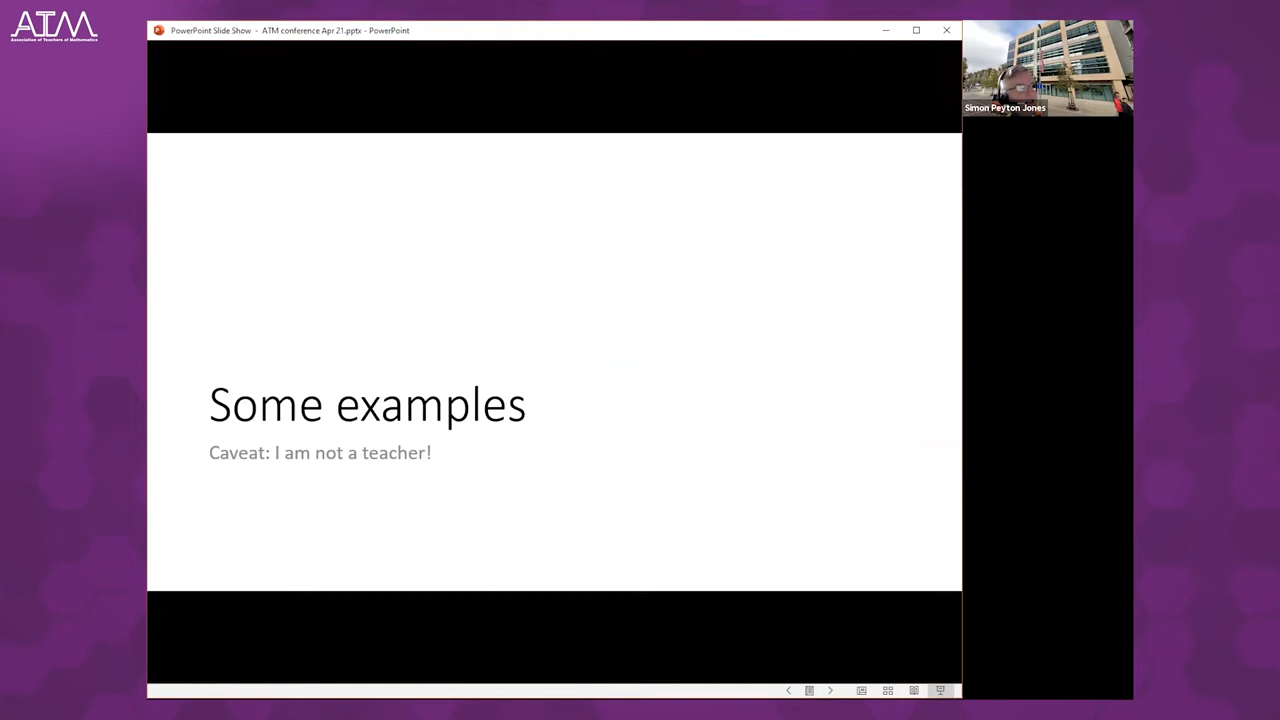 ATM
Association of Teachers of Mathematics
PowerPoint Slide Show - ATM conference Apr 21.pptx - PowerPoint
Simon Peyton Jones
Some examples
Caveat: I am not a teacher!